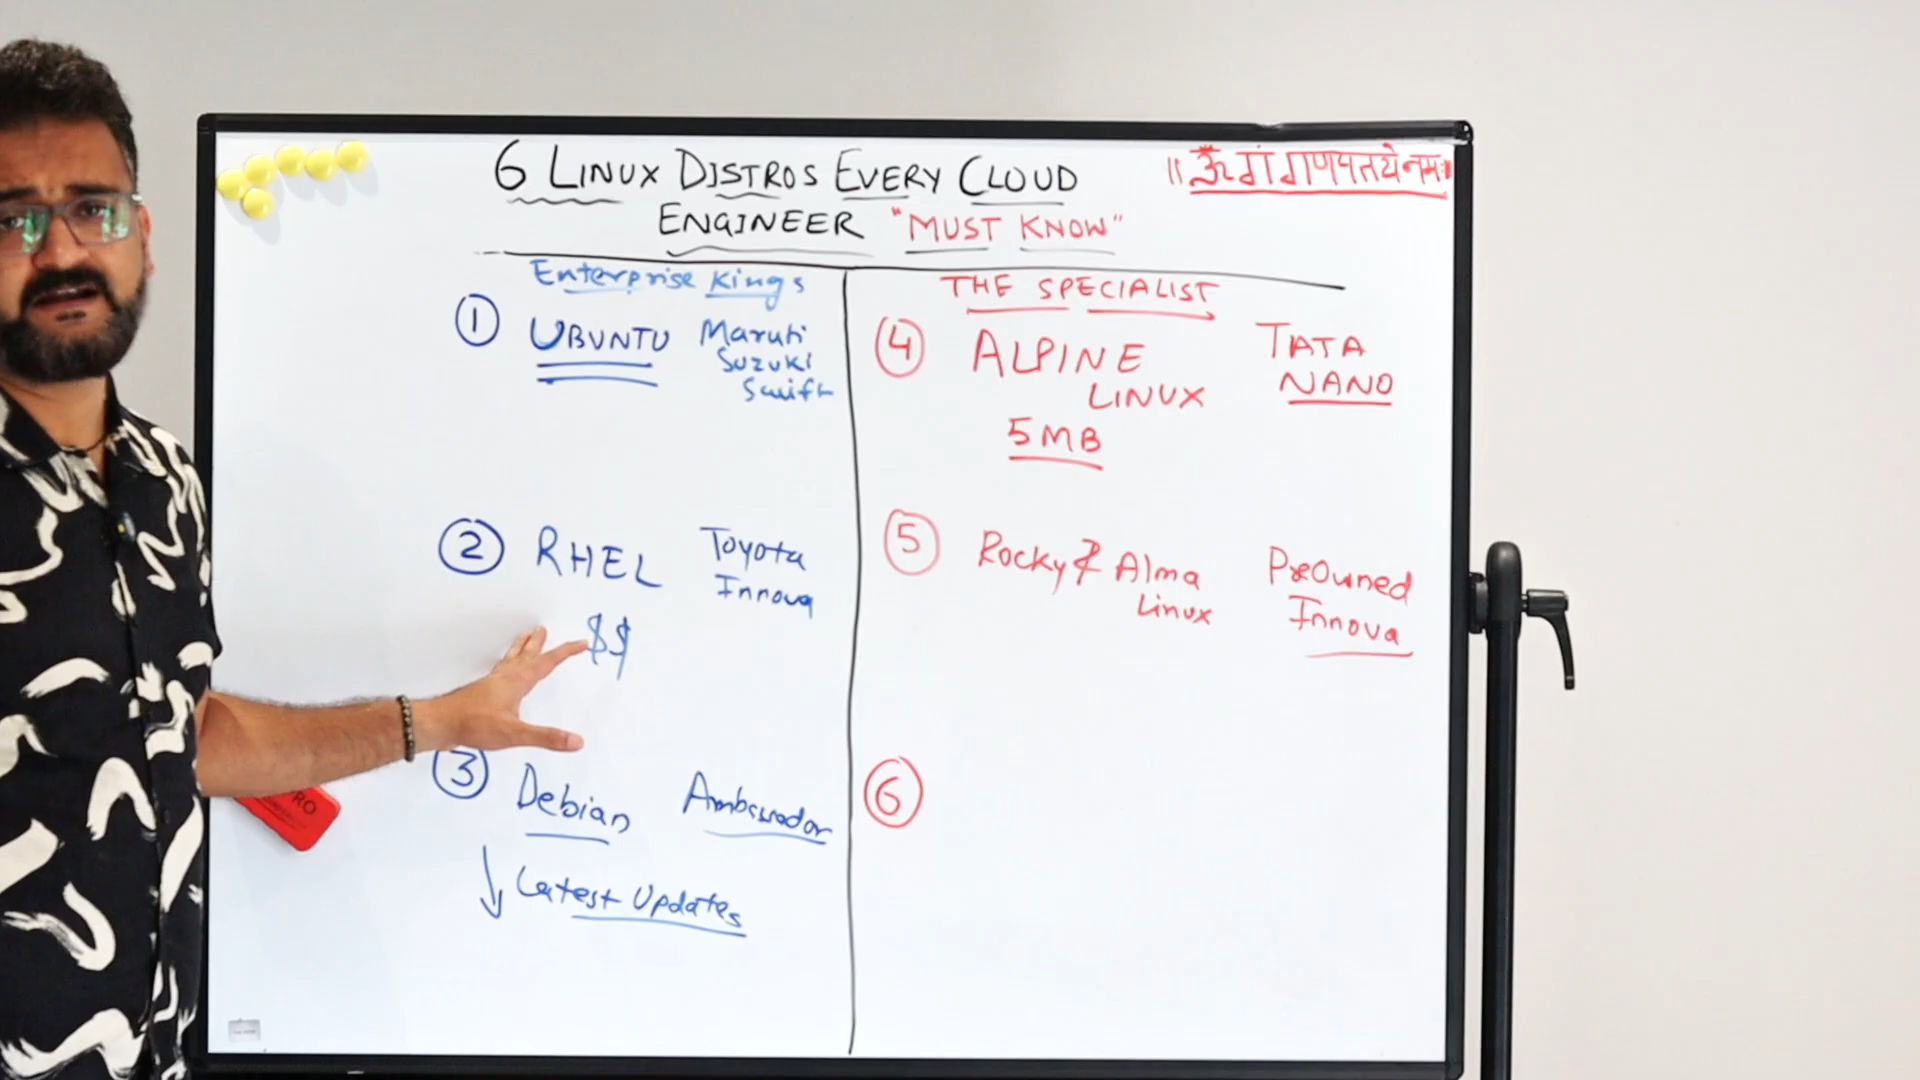 6 LINUX DISTROS EVERY CLOUD
ENGINEER "MUST KNOW"
॥ ॐ गं गणपतये नमः॥
Enterprise Kings
① UBUNTU Maruti
Suzuki
Swift
② RHEL Toyota
Innova
$$
③ Debian Ambassador
↓ Latest Updates
THE SPECIALIST
④ ALPINE TATA
LINUX NANO
5MB
⑤ Rocky & Alma PreOwned
Linux Innova
⑥